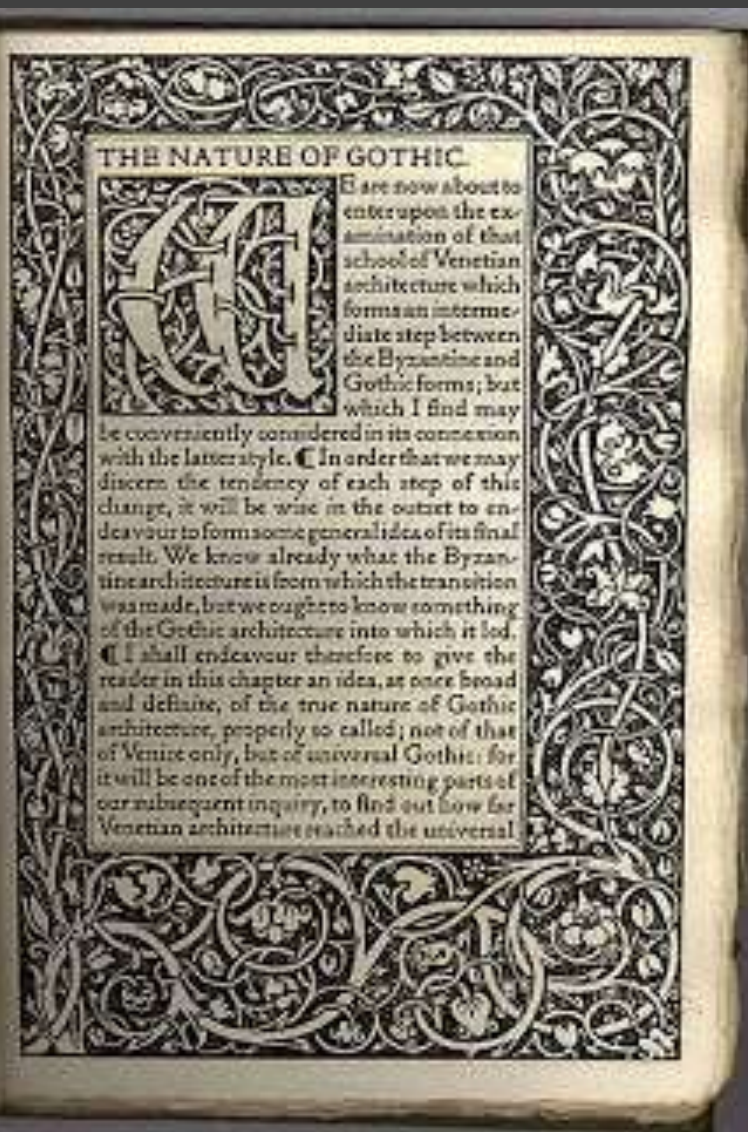 THE NATURE OF GOTHIC.
WE are now about to
enter upon the ex-
amination of that
school of Venetian
architecture which
forms an interme-
diate step between
the Byzantine and
Gothic forms; but
which I find may
be conveniently considered in its connexion
with the latter style. ¶ In order that we may
discern the tendency of each step of this
change, it will be wise in the outset to en-
deavour to form some general idea of its final
result. We know already what the Byzan-
tine architecture is from which the transition
was made, but we ought to know something
of the Gothic architecture into which it led.
¶ I shall endeavour therefore to give the
reader in this chapter an idea, at once broad
and definite, of the true nature of Gothic
architecture, properly so called; not of that
of Venice only, but of universal Gothic: for
it will be one of the most interesting parts of
our subsequent inquiry, to find out how far
Venetian architecture reached the universal